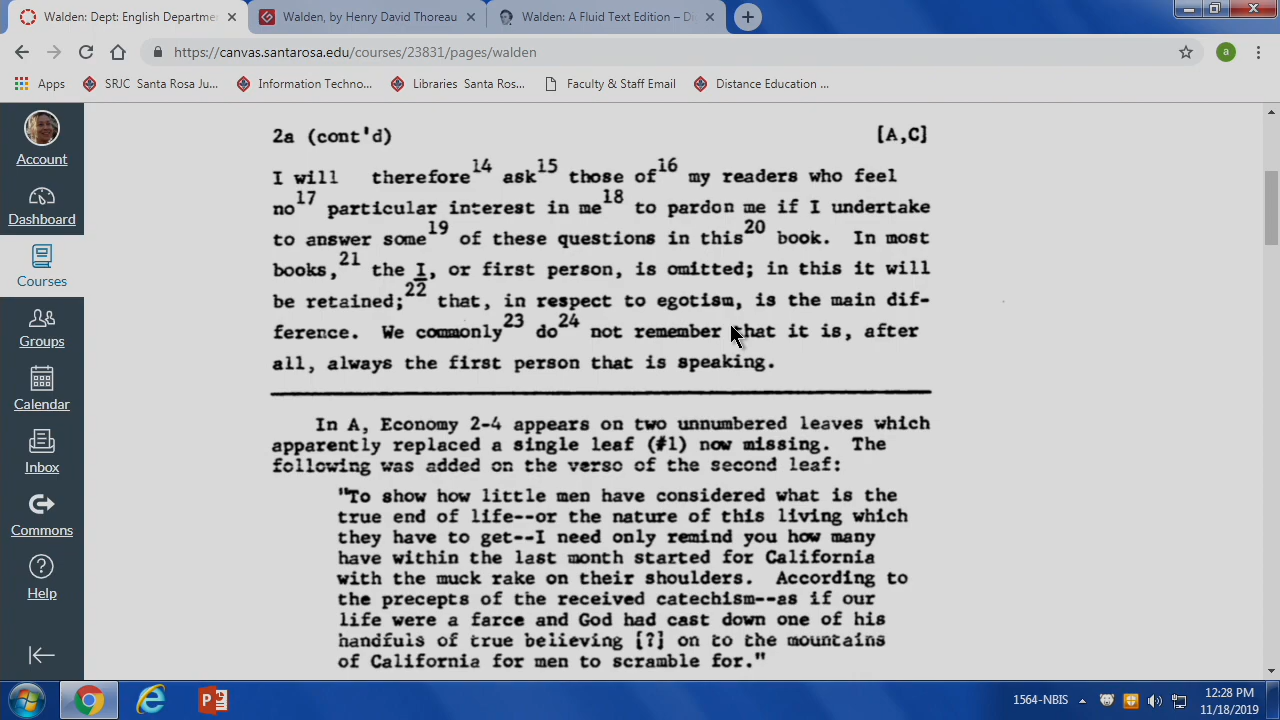 Walden: Dept: English Departme
Walden, by Henry David Thoreau
Walden: A Fluid Text Edition – D
https://canvas.santarosa.edu/courses/23831/pages/walden
a
Apps
SRJC Santa Rosa Ju...
Information Techno...
Libraries Santa Ros...
Faculty & Staff Email
Distance Education ...
Account
Dashboard
Courses
Groups
Calendar
Inbox
Commons
Help
2a (cont'd) [A,C]
I will therefore14 ask15 those of16 my readers who feel
no17 particular interest in me18 to pardon me if I undertake
to answer some19 of these questions in this20 book. In most
books,21 the I, or first person, is omitted; in this it will
be retained;22 that, in respect to egotism, is the main dif-
ference. We commonly23 do24 not remember that it is, after
all, always the first person that is speaking.
In A, Economy 2-4 appears on two unnumbered leaves which
apparently replaced a single leaf (#1) now missing. The
following was added on the verso of the second leaf:
"To show how little men have considered what is the
true end of life--or the nature of this living which
they have to get--I need only remind you how many
have within the last month started for California
with the muck rake on their shoulders. According to
the precepts of the received catechism--as if our
life were a farce and God had cast down one of his
handfuls of true believing [?] on to the mountains
of California for men to scramble for."
1564-NBIS
12:28 PM
11/18/2019